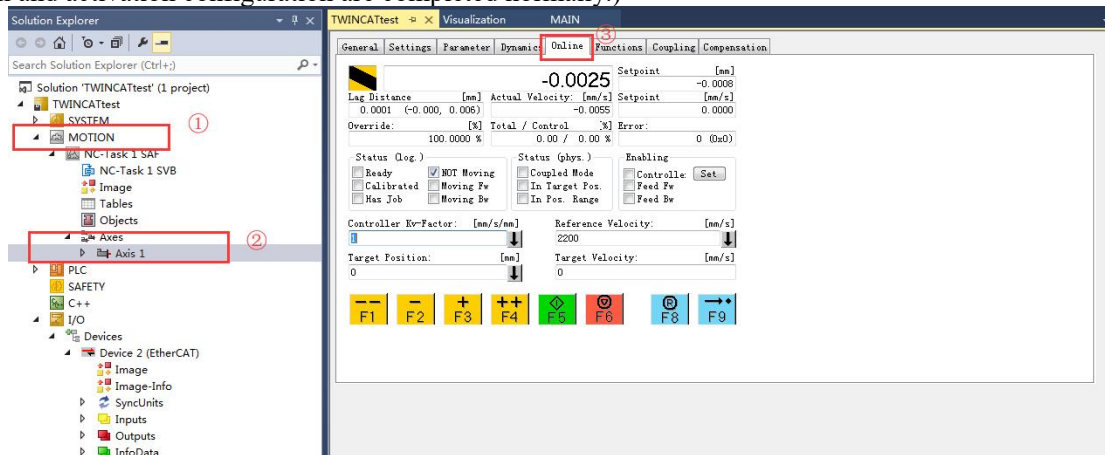 n and activation configuration are completed normally.)
Solution Explorer
TWINCATtest Visualization MAIN
③
General Settings Parameter Dynamics Online Functions Coupling Compensation
Search Solution Explorer (Ctrl+;)
Solution 'TWINCATtest' (1 project)
TWINCATtest
SYSTEM
①
MOTION
NC-Task 1 SAF
NC-Task 1 SVB
Image
Tables
Objects
Axes
②
Axis 1
PLC
SAFETY
C++
I/O
Devices
Device 2 (EtherCAT)
Image
Image-Info
SyncUnits
Inputs
Outputs
InfoData
-0.0025
Setpoint [mm]
-0.0008
Lag Distance [mm] Actual Velocity: [mm/s] Setpoint [mm/s]
0.0001 (-0.000, 0.006) -0.0055 0.0000
Override: [%] Total / Control [%] Error:
100.0000 % 0.00 / 0.00 % 0 (0x0)
Status (log.) Status (phys.) Enabling
Ready NOT Moving Coupled Mode Controlle: Set
Calibrated Moving Fw In Target Pos. Feed Fw
Has Job Moving Bw In Pos. Range Feed Bw
Controller Kv-Factor: [mm/s/mm] Reference Velocity: [mm/s]
1 2200
Target Position: [mm] Target Velocity: [mm/s]
0 0
-- - + ++ ® →•
F1 F2 F3 F4 F5 F6 F8 F9